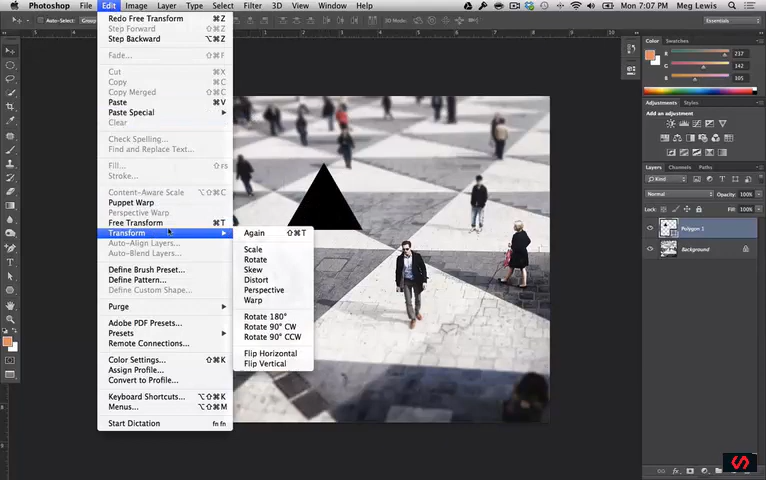 Photoshop File Edit Image Layer Type Select Filter 3D View Window Help Mon 7:07 PM Meg Lewis
Auto-Select: Group 3D Mode: Essentials
Redo Free Transform ⌘Z
Step Forward ⇧⌘Z
Step Backward ⌥⌘Z
Fade... ⇧⌘F
Cut ⌘X
Copy ⌘C
Copy Merged ⇧⌘C
Paste ⌘V
Paste Special
Clear
Check Spelling...
Find and Replace Text...
Fill... ⇧F5
Stroke...
Content-Aware Scale ⌥⇧⌘C
Puppet Warp
Perspective Warp
Free Transform ⌘T
Transform
Auto-Align Layers...
Auto-Blend Layers...
Define Brush Preset...
Define Pattern...
Define Custom Shape...
Purge
Adobe PDF Presets...
Presets
Remote Connections...
Color Settings... ⇧⌘K
Assign Profile...
Convert to Profile...
Keyboard Shortcuts... ⌥⇧⌘K
Menus... ⌥⇧⌘M
Start Dictation fn fn
Again ⇧⌘T
Scale
Rotate
Skew
Distort
Perspective
Warp
Rotate 180°
Rotate 90° CW
Rotate 90° CCW
Flip Horizontal
Flip Vertical
Color Swatches
R 237
G 142
B 105
Adjustments Styles
Add an adjustment
Layers Channels Paths
Kind
Normal Opacity: 100%
Lock: Fill: 100%
Polygon 1
Background